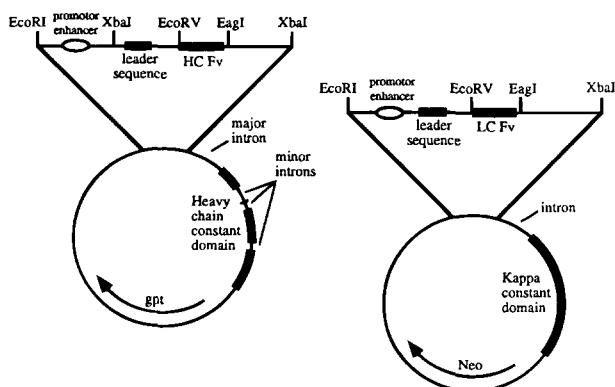 promotor
enhancer
EcoRI
XbaI
EcoRV
EagI
XbaI
leader
sequence
HC Fv
major
intron
minor
introns
Heavy
chain
constant
domain
gpt
EcoRI
promotor
enhancer
EcoRV
EagI
XbaI
leader
sequence
LC Fv
intron
Kappa
constant
domain
Neo